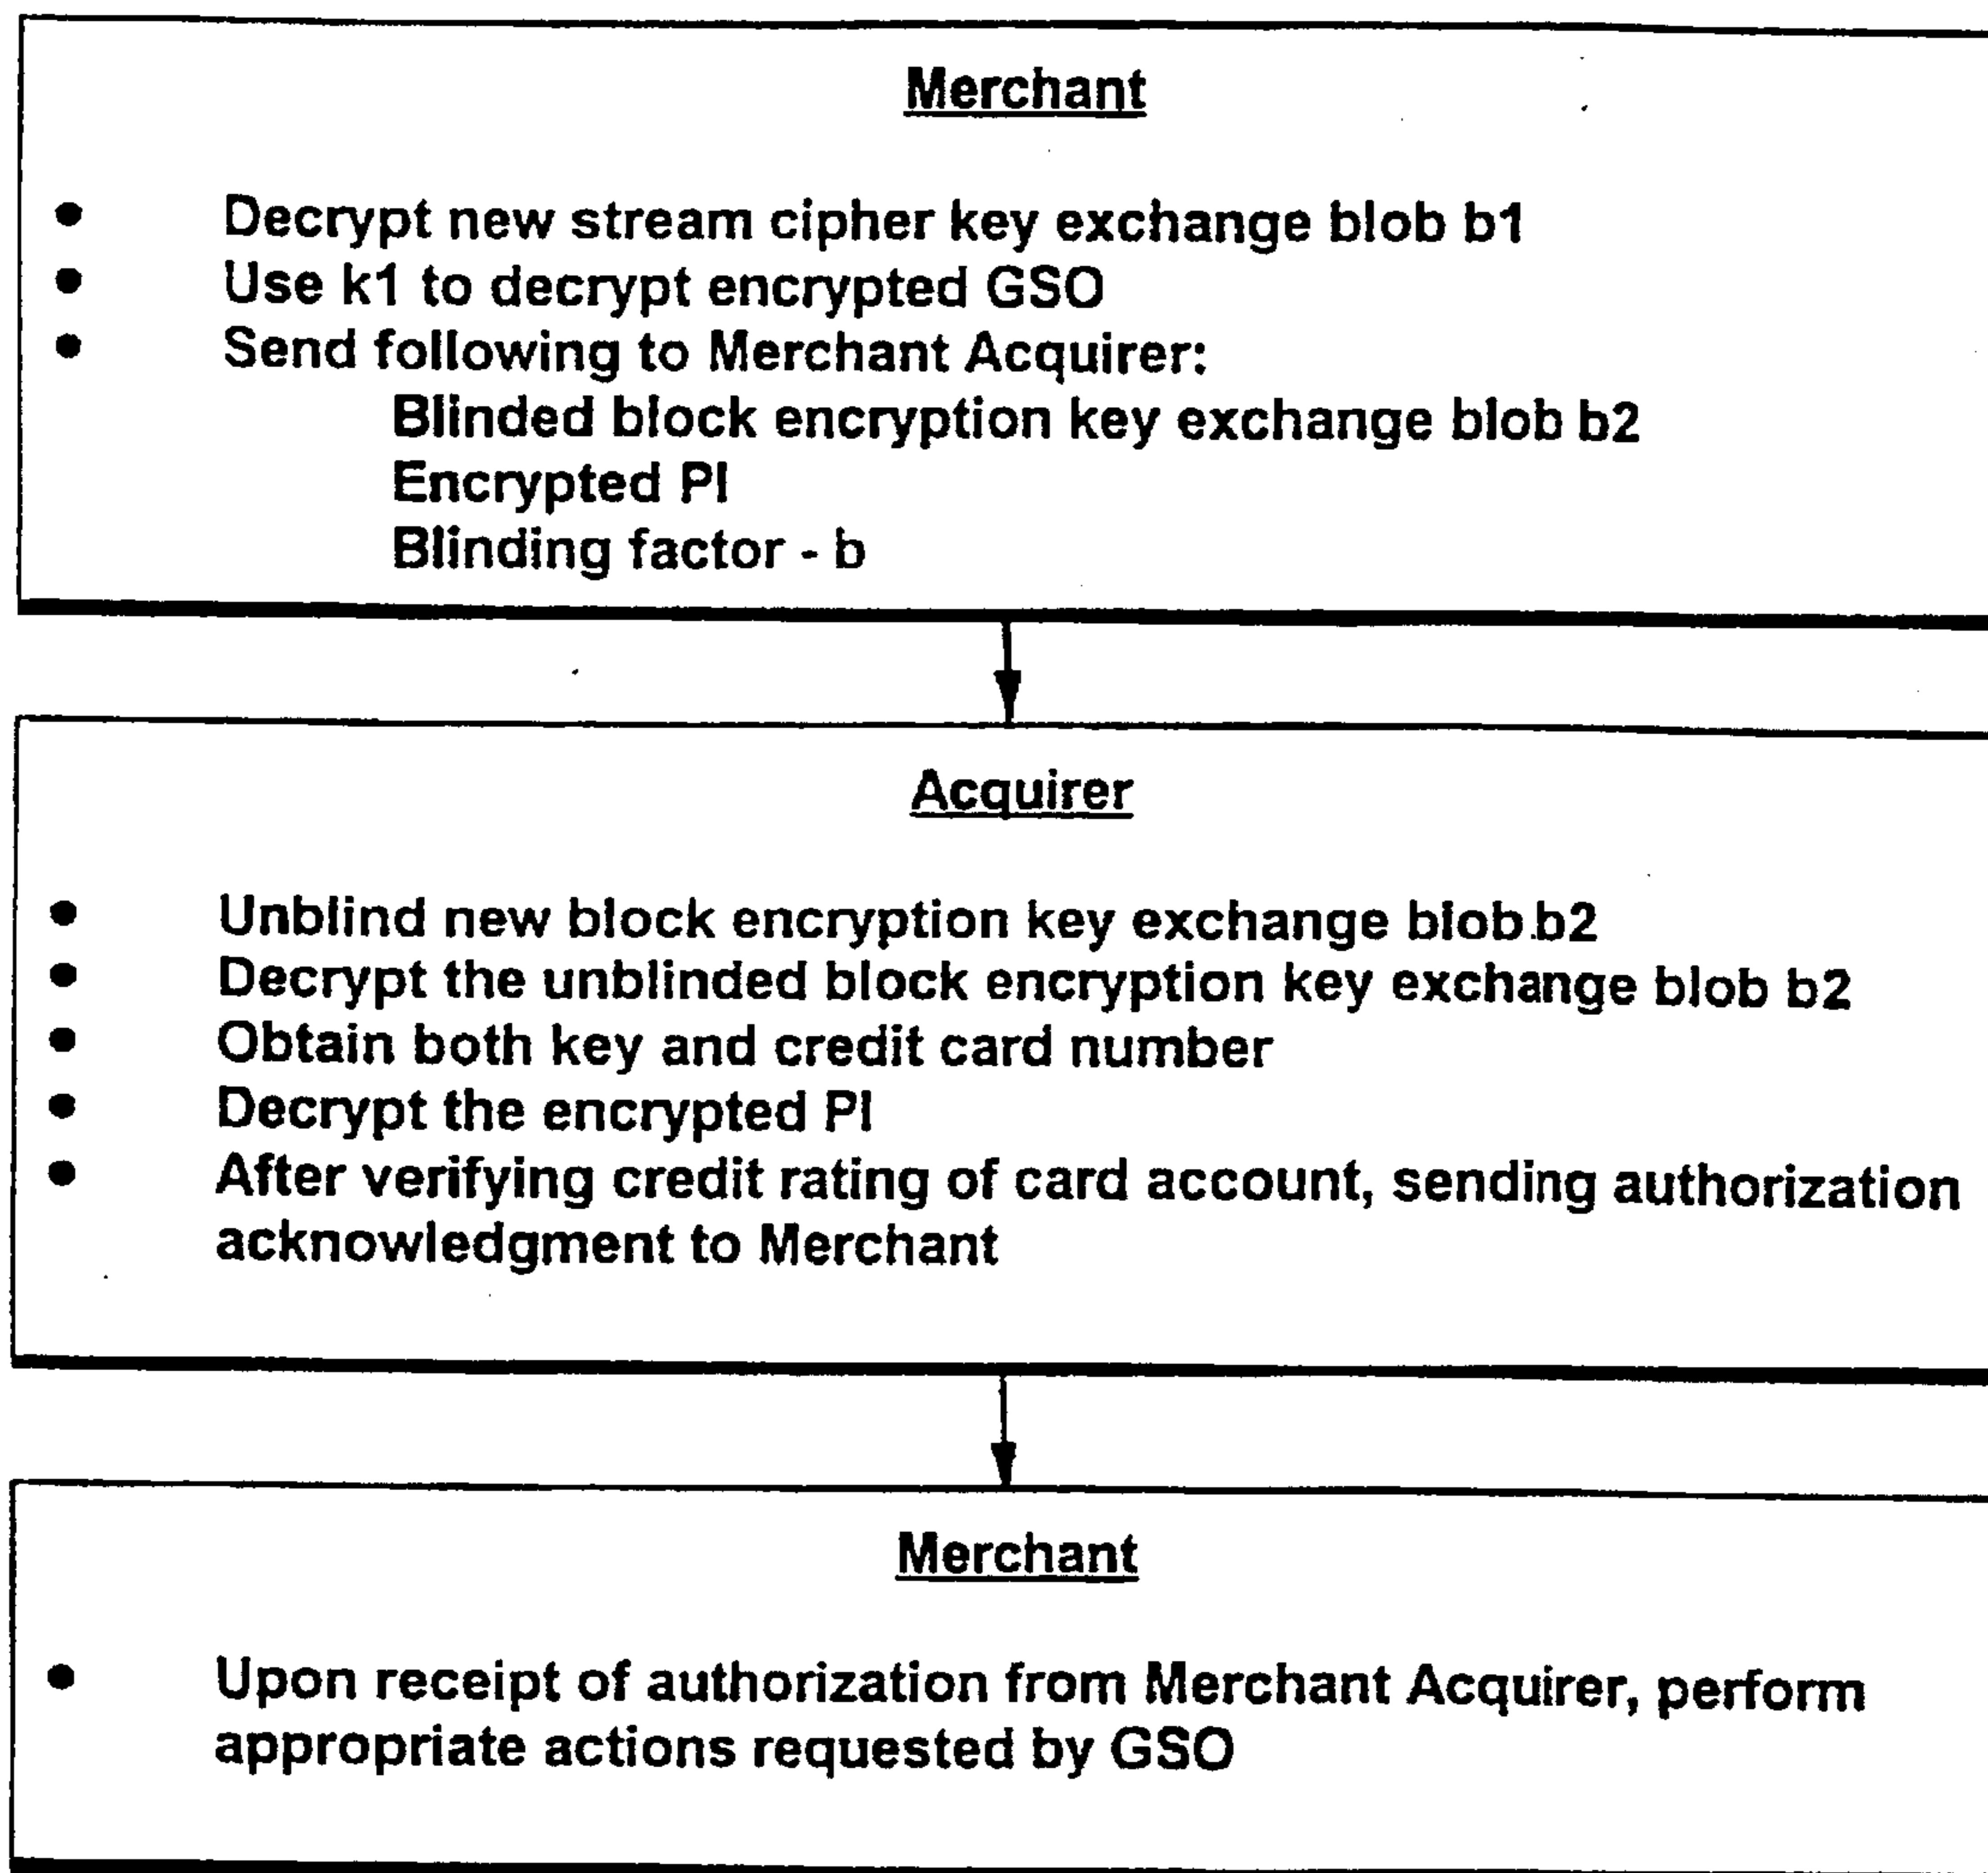 Merchant
• Decrypt new stream cipher key exchange blob b1
• Use k1 to decrypt encrypted GSO
• Send following to Merchant Acquirer:
Blinded block encryption key exchange blob b2
Encrypted PI
Blinding factor - b
Acquirer
• Unblind new block encryption key exchange blob b2
• Decrypt the unblinded block encryption key exchange blob b2
• Obtain both key and credit card number
• Decrypt the encrypted PI
• After verifying credit rating of card account, sending authorization
acknowledgment to Merchant
Merchant
• Upon receipt of authorization from Merchant Acquirer, perform
appropriate actions requested by GSO